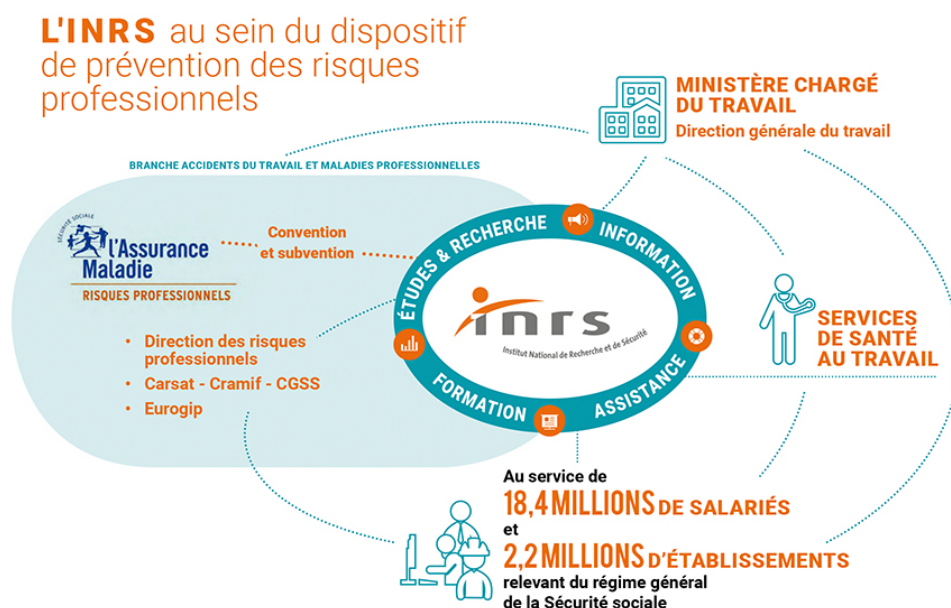 L'INRS au sein du dispositif
de prévention des risques
professionnels
MINISTÈRE CHARGÉ
DU TRAVAIL
Direction générale du travail
BRANCHE ACCIDENTS DU TRAVAIL ET MALADIES PROFESSIONNELLES
SÉCURITÉ SOCIALE
l'Assurance
Maladie
RISQUES PROFESSIONNELS
Convention
et subvention
ÉTUDES & RECHERCHE
INFORMATION
inrs
Institut National de Recherche et de Sécurité
FORMATION
ASSISTANCE
SERVICES
DE SANTÉ
AU TRAVAIL
• Direction des risques
professionnels
• Carsat - Cramif - CGSS
• Eurogip
Au service de
18,4 MILLIONS DE SALARIÉS
et
2,2 MILLIONS D'ÉTABLISSEMENTS
relevant du régime général
de la Sécurité sociale